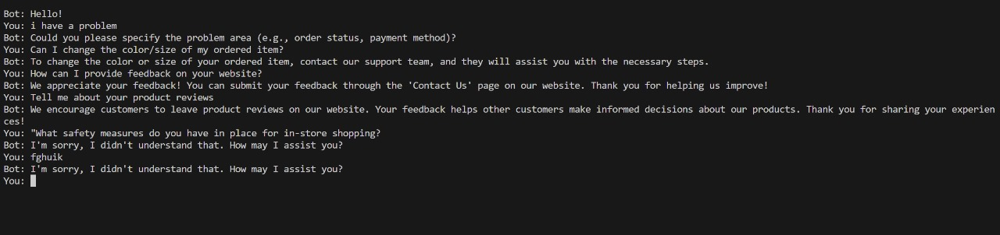 Bot: Hello!
You: i have a problem
Bot: Could you please specify the problem area (e.g., order status, payment method)?
You: Can I change the color/size of my ordered item?
Bot: To change the color or size of your ordered item, contact our support team, and they will assist you with the necessary steps.
You: How can I provide feedback on your website?
Bot: We appreciate your feedback! You can submit your feedback through the 'Contact Us' page on our website. Thank you for helping us improve!
You: Tell me about your product reviews
Bot: We encourage customers to leave product reviews on our website. Your feedback helps other customers make informed decisions about our products. Thank you for sharing your experien
ces!
You: "What safety measures do you have in place for in-store shopping?
Bot: I'm sorry, I didn't understand that. How may I assist you?
You: fghuik
Bot: I'm sorry, I didn't understand that. How may I assist you?
You: